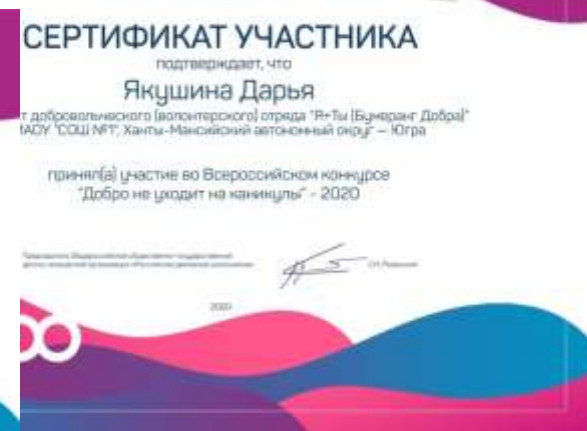 СЕРТИФИКАТ УЧАСТНИКА
подтверждает, что
Якушина Дарья
т добровольческого (волонтерского) отряда "Я+Ты (Бумеранг Добра)"
МАОУ "СОШ №1", Ханты-Мансийский автономный округ – Югра
принял(а) участие во Всероссийском конкурсе
"Добро не уходит на каникулы" - 2020
2020